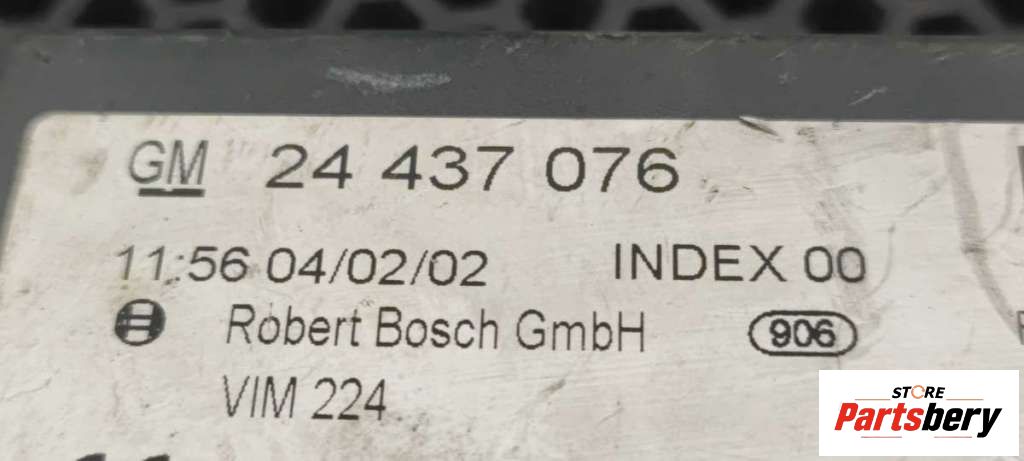 GM 24 437 076
11:56 04/02/02 INDEX 00
Robert Bosch GmbH 906
VIM 224
STORE
Partsbery